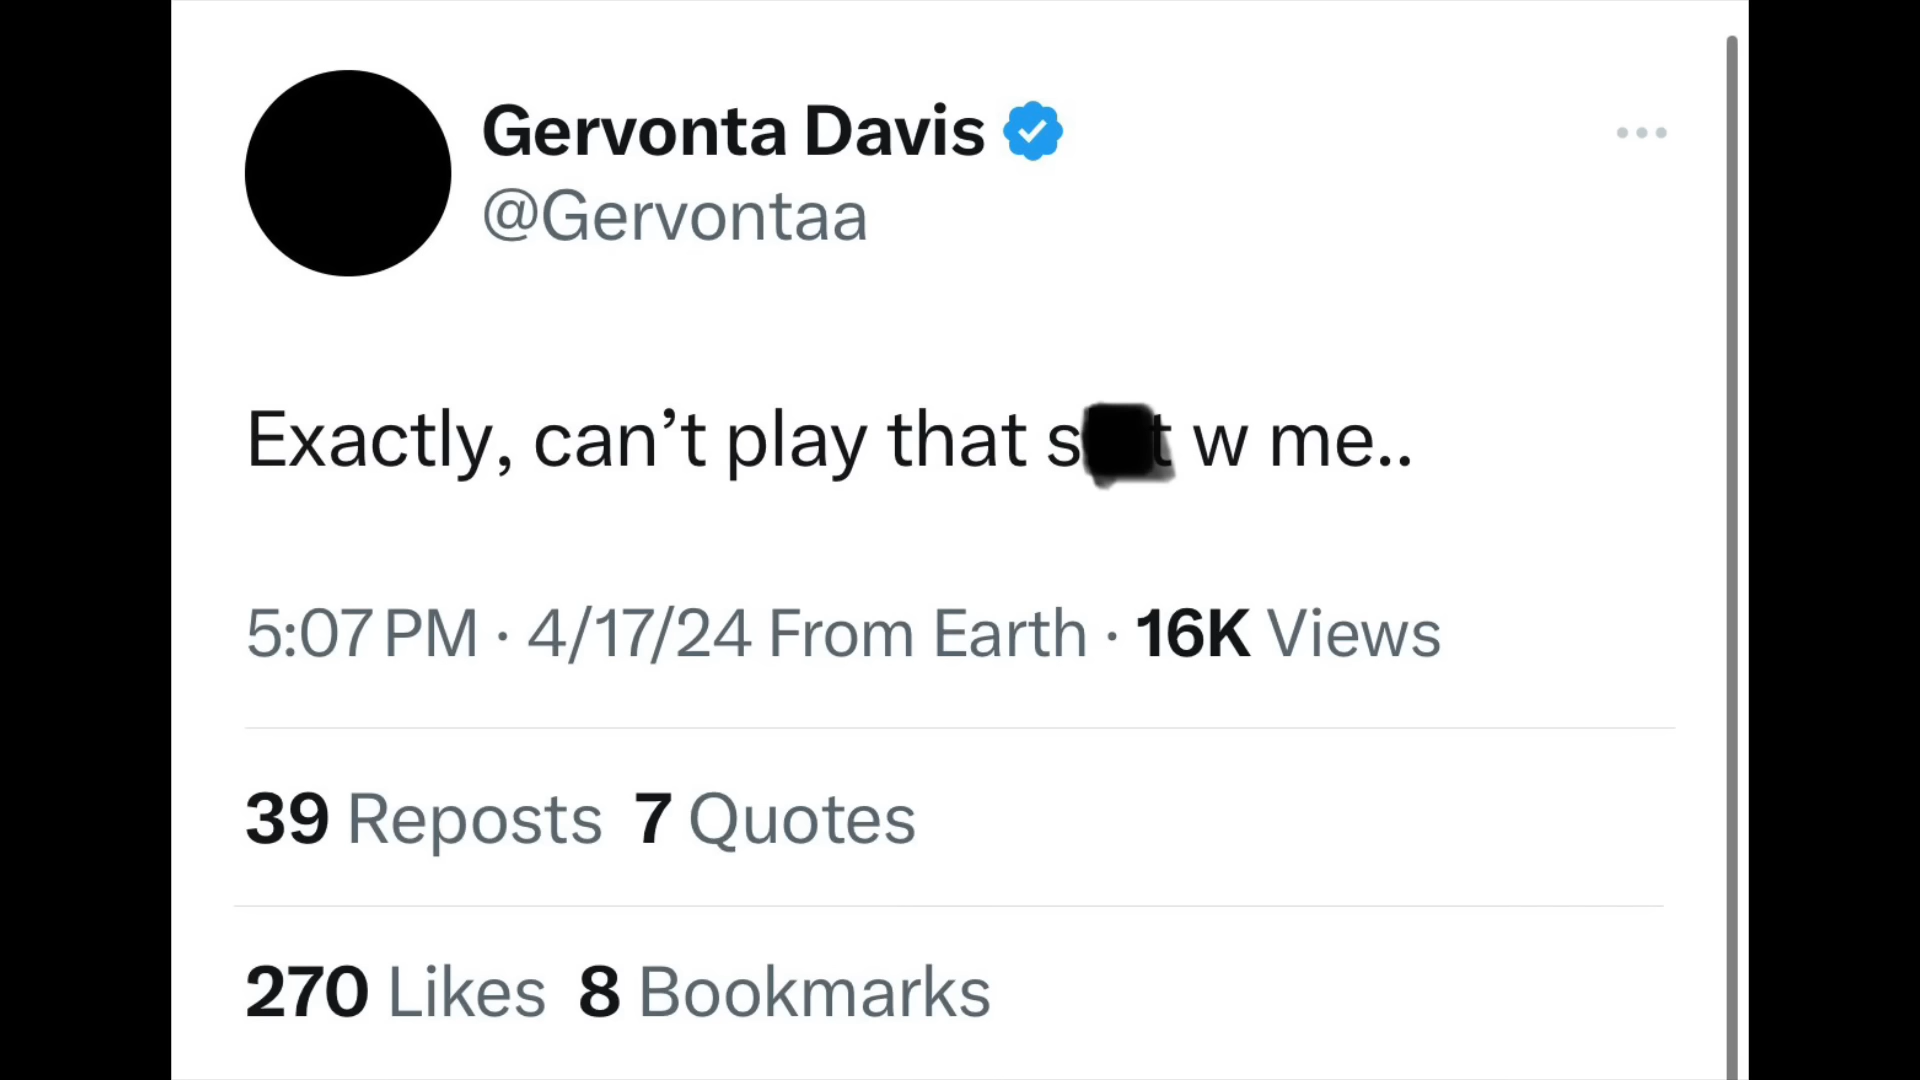 Gervonta Davis
@Gervontaa
Exactly, can’t play that w me..
5:07 PM · 4/17/24 From Earth · 16K Views
39 Reposts 7 Quotes
270 Likes 8 Bookmarks